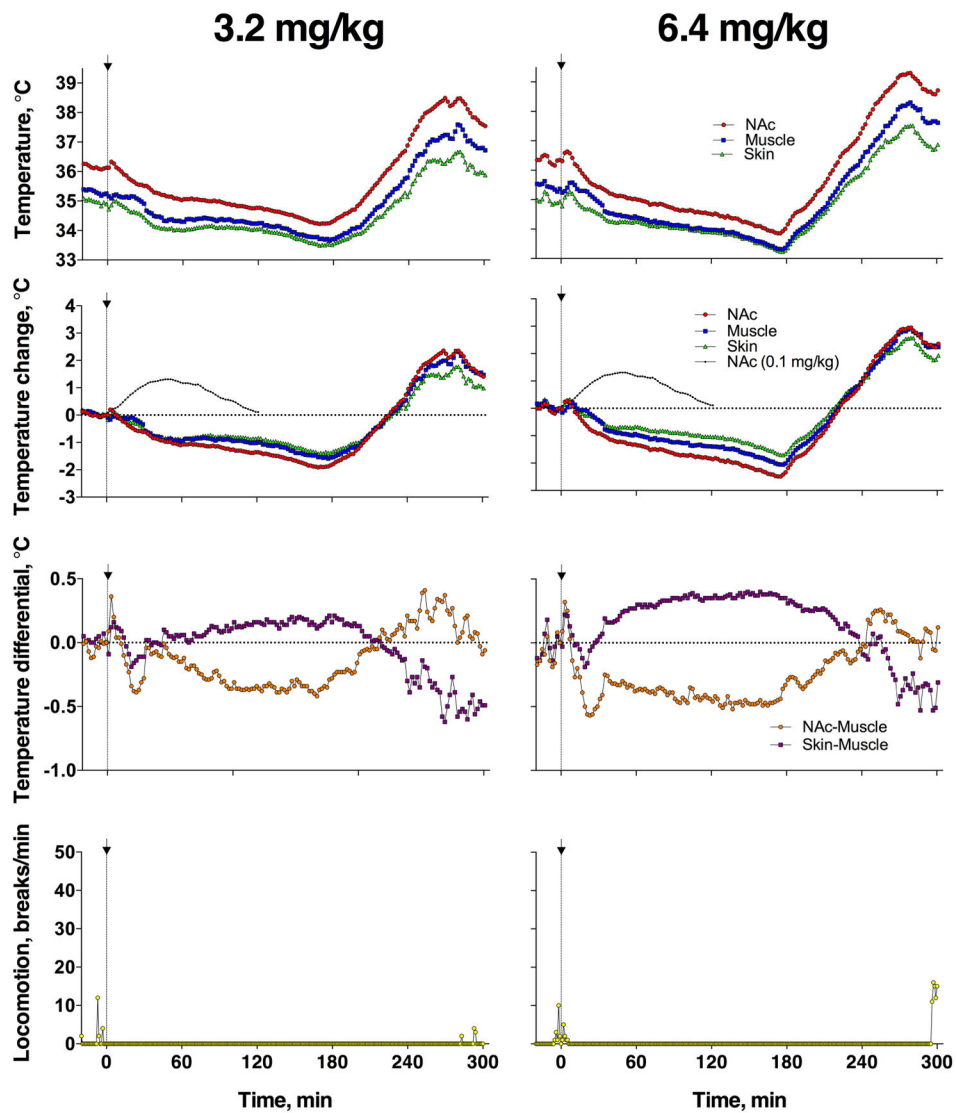 3.2 mg/kg
6.4 mg/kg
Temperature, °C
39
38
37
36
35
34
33
NAc
Muscle
Skin
Temperature change, °C
4
3
2
1
0
-1
-2
-3
NAc
Muscle
Skin
NAc (0.1 mg/kg)
Temperature differential, °C
0.5
0.0
-0.5
-1.0
NAc-Muscle
Skin-Muscle
Locomotion, breaks/min
50
40
30
20
10
0
0 60 120 180 240 300
0 60 120 180 240 300
Time, min
Time, min